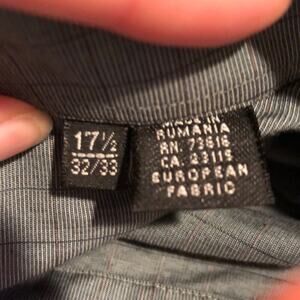 17½
32/33
MADE IN
RUMANIA
RN. 73616
CA. 23115
EUROPEAN
FABRIC